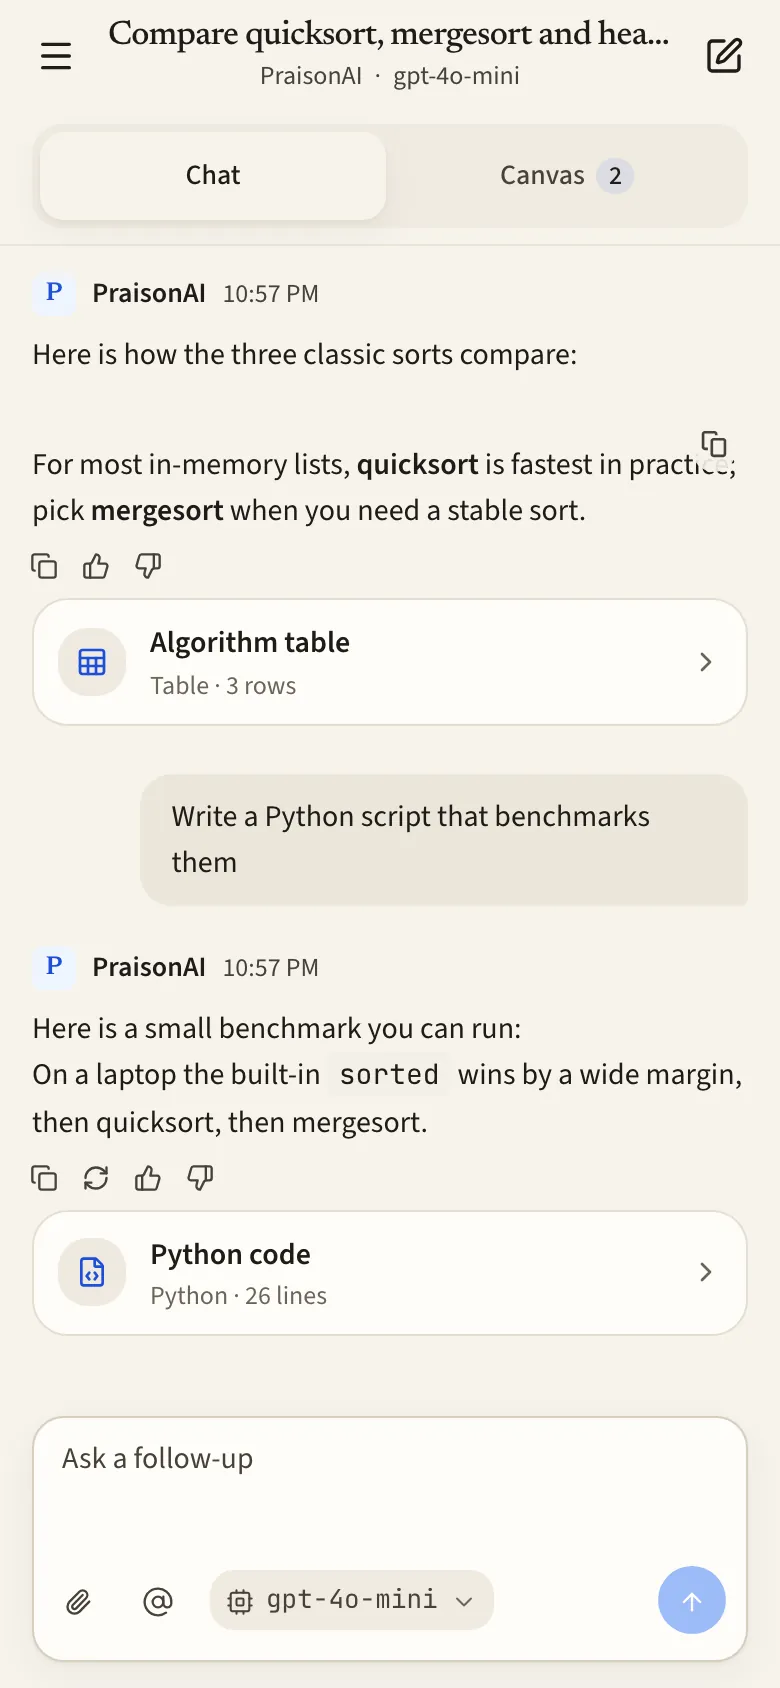 Compare quicksort, mergesort and hea...
PraisonAI · gpt-4o-mini
Chat
Canvas 2
P PraisonAI 10:57 PM
Here is how the three classic sorts compare:
For most in-memory lists, quicksort is fastest in practice;
pick mergesort when you need a stable sort.
Algorithm table
Table · 3 rows
Write a Python script that benchmarks
them
P PraisonAI 10:57 PM
Here is a small benchmark you can run:
On a laptop the built-in sorted wins by a wide margin,
then quicksort, then mergesort.
Python code
Python · 26 lines
Ask a follow-up
gpt-4o-mini